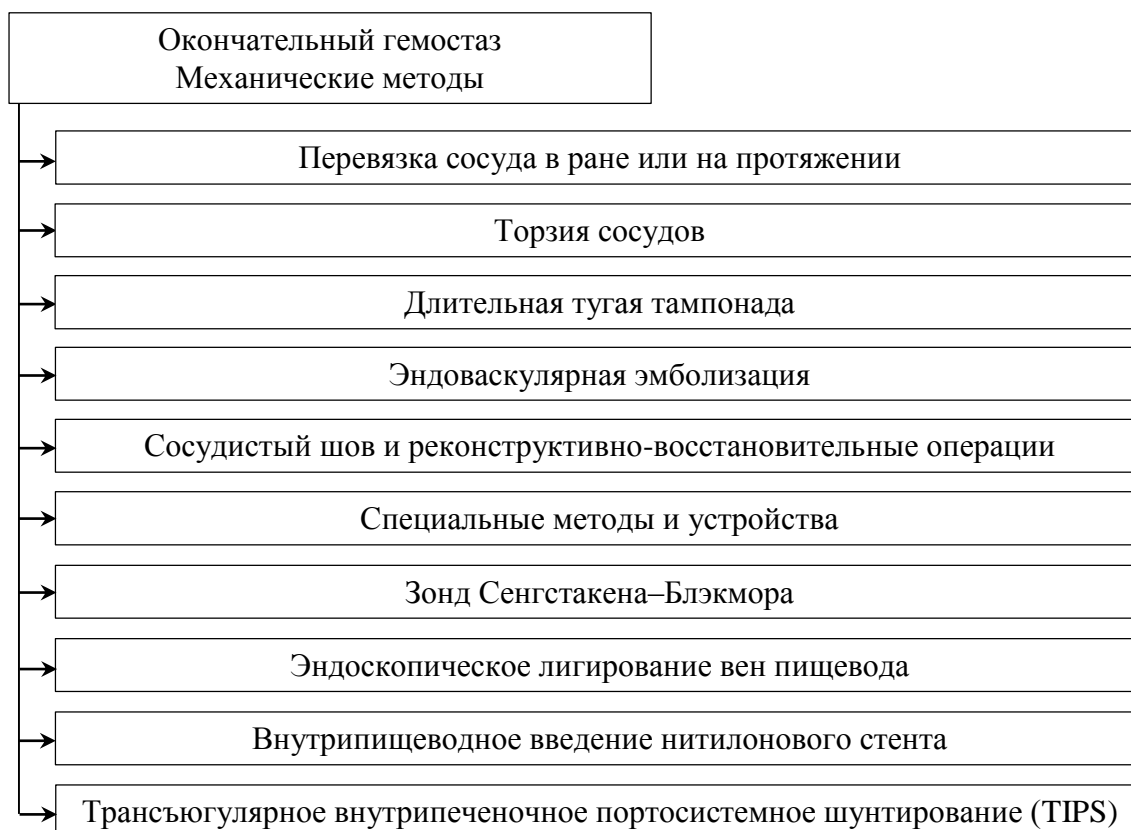 Окончательный гемостаз
Механические методы
Перевязка сосуда в ране или на протяжении
Торзия сосудов
Длительная тугая тампонада
Эндоваскулярная эмболизация
Сосудистый шов и реконструктивно-восстановительные операции
Специальные методы и устройства
Зонд Сенгстакена–Блэкмора
Эндоскопическое лигирование вен пищевода
Внутрипищеводное введение нитилонового стента
Трансъюгулярное внутрипеченочное портосистемное шунтирование (TIPS)